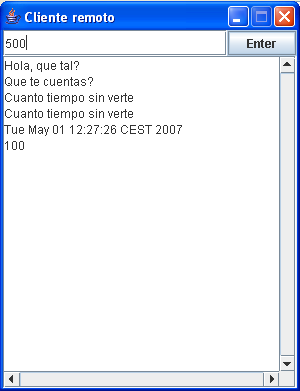 Cliente remoto
500
Enter
Hola, que tal?
Que te cuentas?
Cuanto tiempo sin verte
Cuanto tiempo sin verte
Tue May 01 12:27:26 CEST 2007
100